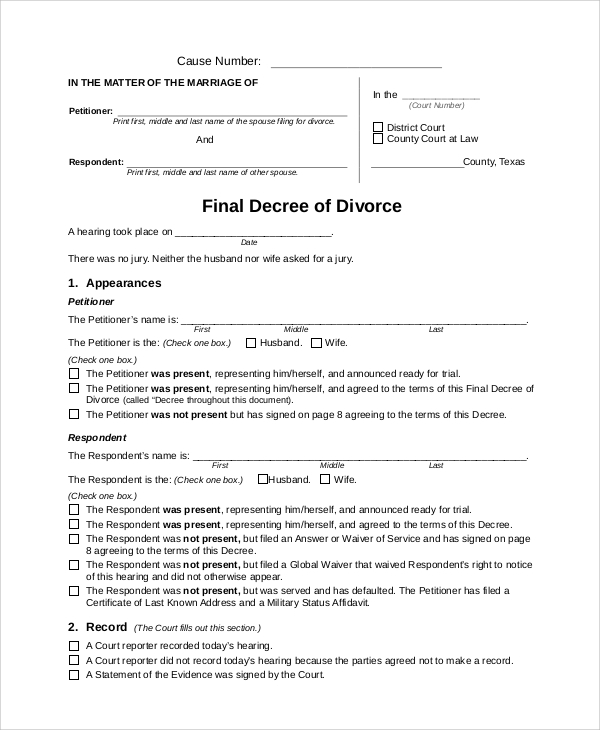 Cause Number: ______________________________
IN THE MATTER OF THE MARRIAGE OF
Petitioner: ______________________________
Print first, middle and last name of the spouse filing for divorce.
And
Respondent: ______________________________
Print first, middle and last name of other spouse.
In the ______________
(Court Number)
☐ District Court
☐ County Court at Law
________________County, Texas
Final Decree of Divorce
A hearing took place on ____________________________.
Date
There was no jury. Neither the husband nor wife asked for a jury.
1. Appearances
Petitioner
The Petitioner's name is: ______________________________.
First Middle Last
The Petitioner is the: (Check one box.) ☐ Husband. ☐ Wife.
(Check one box.)
☐ The Petitioner was present, representing him/herself, and announced ready for trial.
☐ The Petitioner was present, representing him/herself, and agreed to the terms of this Final Decree of
Divorce (called “Decree throughout this document).
☐ The Petitioner was not present but has signed on page 8 agreeing to the terms of this Decree.
Respondent
The Respondent's name is: ______________________________.
First Middle Last
The Respondent is the: (Check one box.) ☐Husband. ☐ Wife.
(Check one box.)
☐ The Respondent was present, representing him/herself, and announced ready for trial.
☐ The Respondent was present, representing him/herself, and agreed to the terms of this Decree.
☐ The Respondent was not present, but filed an Answer or Waiver of Service and has signed on page
8 agreeing to the terms of this Decree.
☐ The Respondent was not present, but filed a Global Waiver that waived Respondent's right to notice
of this hearing and did not otherwise appear.
☐ The Respondent was not present, but was served and has defaulted. The Petitioner has filed a
Certificate of Last Known Address and a Military Status Affidavit.
2. Record (The Court fills out this section.)
☐ A Court reporter recorded today's hearing.
☐ A Court reporter did not record today's hearing because the parties agreed not to make a record.
☐ A Statement of the Evidence was signed by the Court.